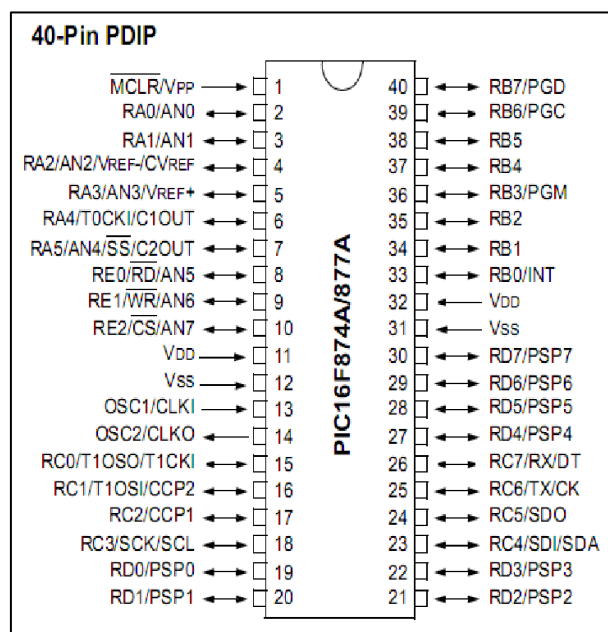 40-Pin PDIP
MCLR/VPP 1 40 RB7/PGD
RA0/AN0 2 39 RB6/PGC
RA1/AN1 3 38 RB5
RA2/AN2/VREF-/CVREF 4 37 RB4
RA3/AN3/VREF+ 5 36 RB3/PGM
RA4/T0CKI/C1OUT 6 35 RB2
RA5/AN4/SS/C2OUT 7 34 RB1
RE0/RD/AN5 8 33 RB0/INT
RE1/WR/AN6 9 32 VDD
RE2/CS/AN7 10 31 VSS
VDD 11 30 RD7/PSP7
VSS 12 29 RD6/PSP6
OSC1/CLKI 13 28 RD5/PSP5
OSC2/CLKO 14 27 RD4/PSP4
RC0/T1OSO/T1CKI 15 26 RC7/RX/DT
RC1/T1OSI/CCP2 16 25 RC6/TX/CK
RC2/CCP1 17 24 RC5/SDO
RC3/SCK/SCL 18 23 RC4/SDI/SDA
RD0/PSP0 19 22 RD3/PSP3
RD1/PSP1 20 21 RD2/PSP2
PIC16F874A/877A